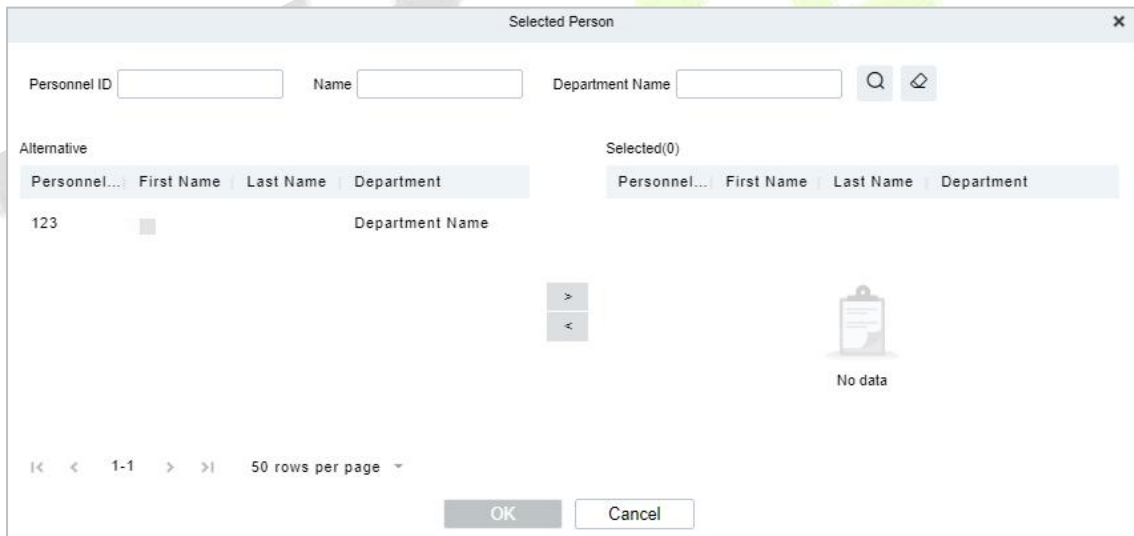 Selected Person ×
Personnel ID Name Department Name
Alternative
Selected(0)
Personnel... First Name Last Name Department
Personnel... First Name Last Name Department
123 Department Name
>
<
No data
|< < 1-1 > >| 50 rows per page
OK Cancel